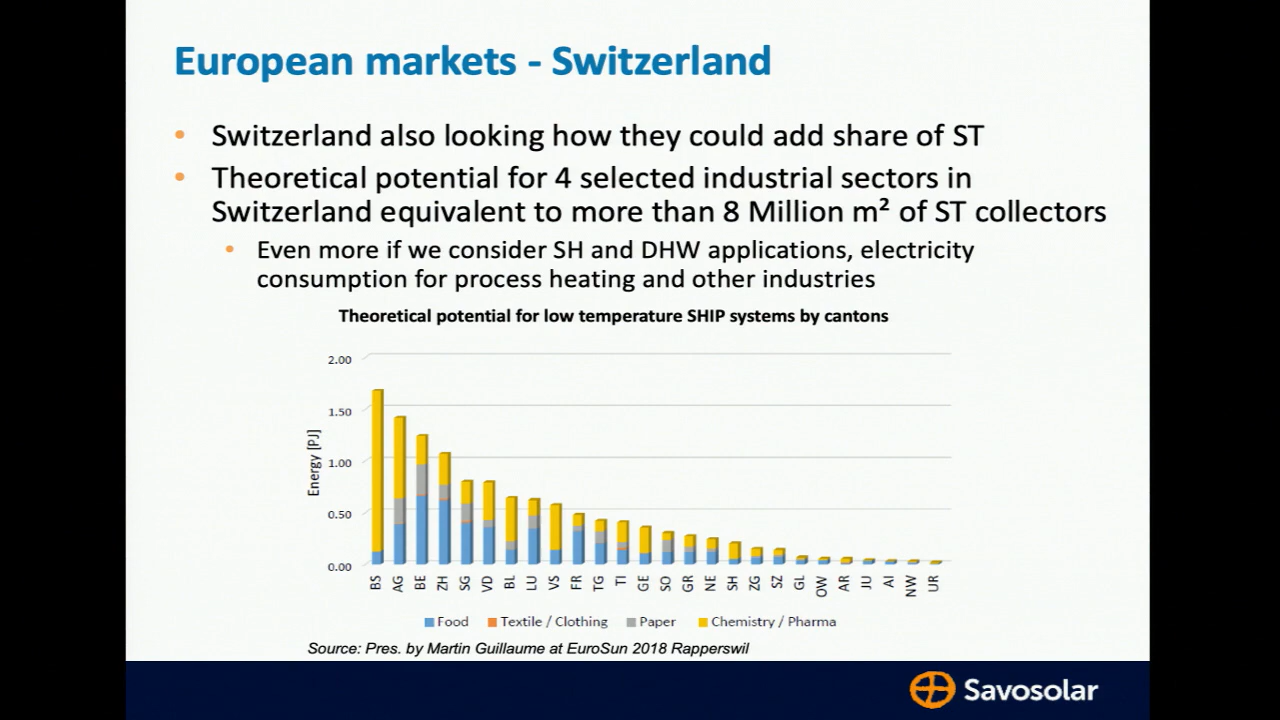 European markets - Switzerland
• Switzerland also looking how they could add share of ST
• Theoretical potential for 4 selected industrial sectors in
Switzerland equivalent to more than 8 Million m² of ST collectors
• Even more if we consider SH and DHW applications, electricity
consumption for process heating and other industries
Theoretical potential for low temperature SHIP systems by cantons
Energy [PJ]
2.00
1.50
1.00
0.50
0.00
BS AG BE ZH SG VD BL LU VS FR TG TI GE SO GR NE SH ZG SZ GL OW AR JU AI NW UR
Food Textile / Clothing Paper Chemistry / Pharma
Source: Pres. by Martin Guillaume at EuroSun 2018 Rapperswil
Savosolar